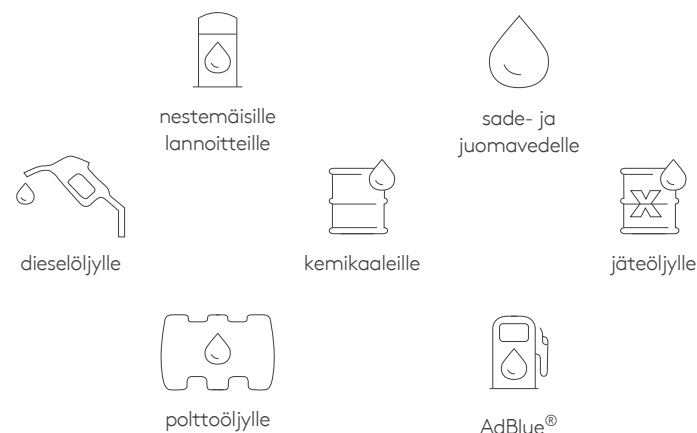 nestemäisille
lannoitteille
sade- ja
juomavedelle
dieselöljylle
kemikaaleille
jäteöljylle
polttoöljylle
AdBlue®